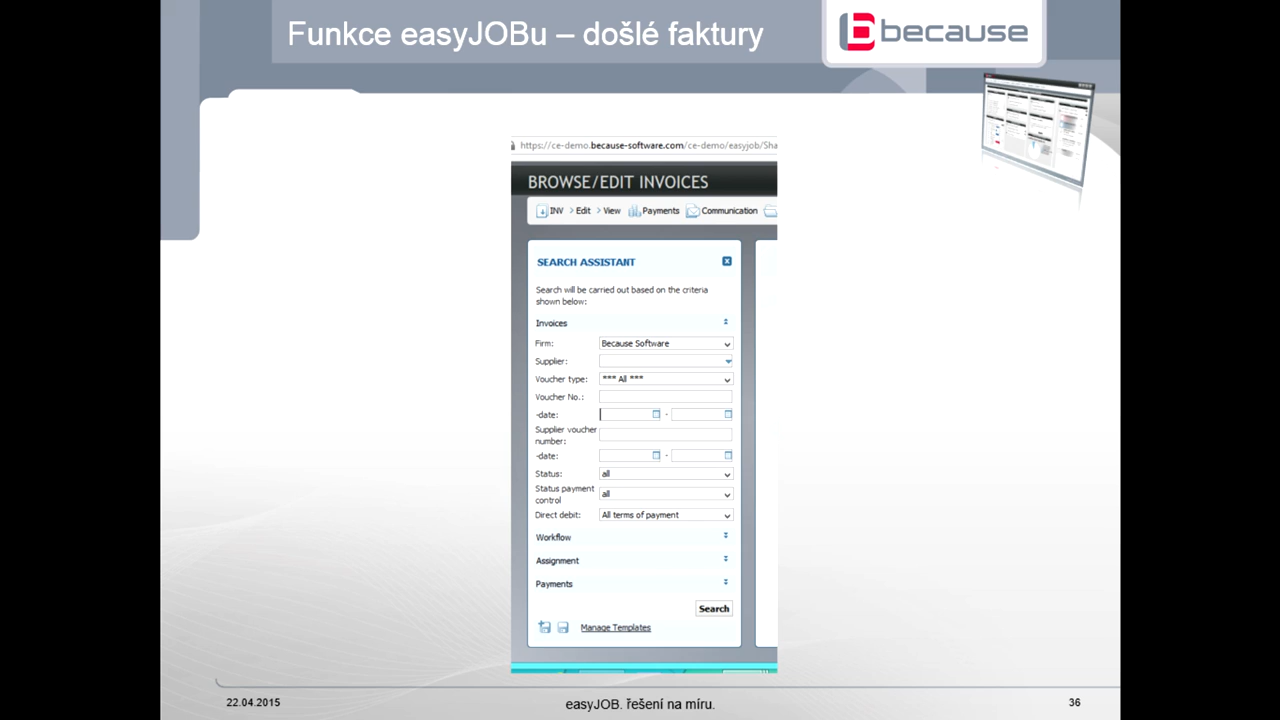 Funkce easyJOBu – došlé faktury
because
https://ce-demo.because-software.com/ce-demo/easyjob/Sha
BROWSE/EDIT INVOICES
INV > Edit > View Payments Communication
SEARCH ASSISTANT
Search will be carried out based on the criteria
shown below:
Invoices
Firm: Because Software
Supplier:
Voucher type: *** All ***
Voucher No.:
-date: -
Supplier voucher
number:
-date: -
Status: all
Status payment
control all
Direct debit: All terms of payment
Workflow
Assignment
Payments
Search
Manage Templates
22.04.2015 easyJOB. řešení na míru. 36